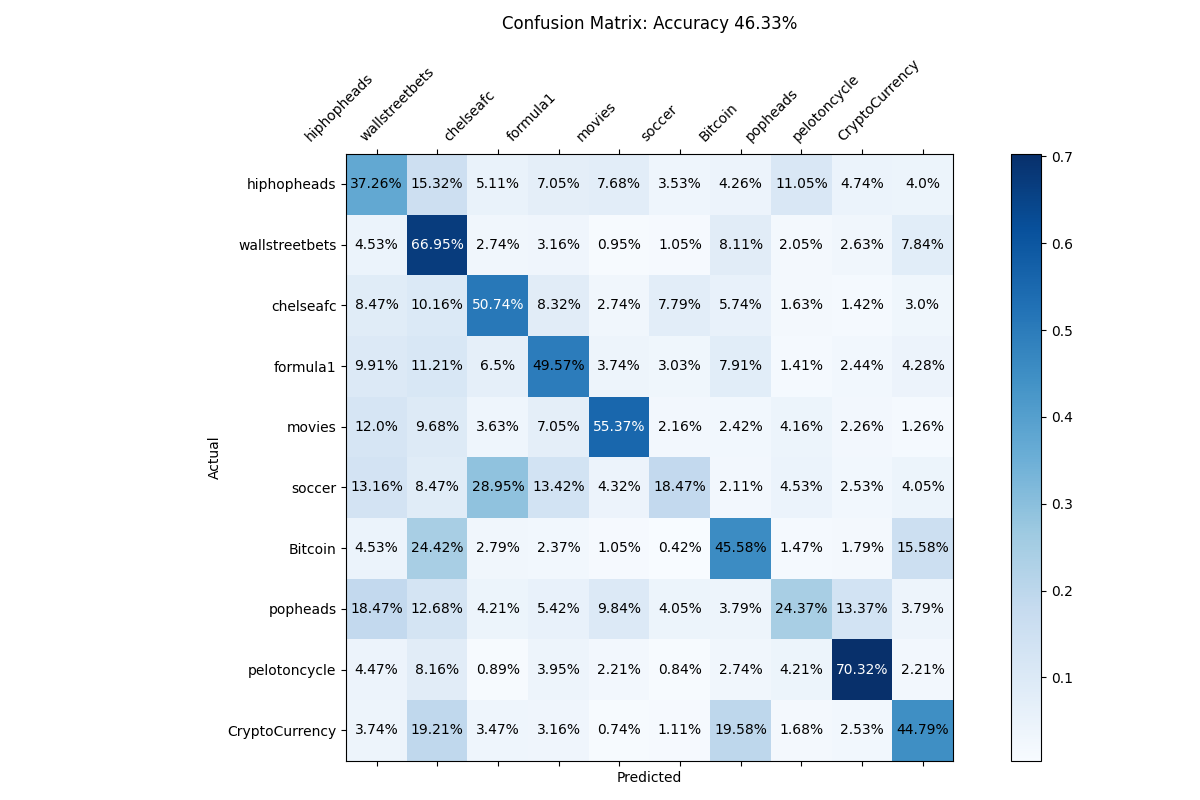 Confusion Matrix: Accuracy 46.33%
hiphopheads wallstreetbets chelseafc formula1 movies soccer Bitcoin popheads pelotoncycle CryptoCurrency
hiphopheads 37.26% 15.32% 5.11% 7.05% 7.68% 3.53% 4.26% 11.05% 4.74% 4.0%
wallstreetbets 4.53% 66.95% 2.74% 3.16% 0.95% 1.05% 8.11% 2.05% 2.63% 7.84%
chelseafc 8.47% 10.16% 50.74% 8.32% 2.74% 7.79% 5.74% 1.63% 1.42% 3.0%
formula1 9.91% 11.21% 6.5% 49.57% 3.74% 3.03% 7.91% 1.41% 2.44% 4.28%
movies 12.0% 9.68% 3.63% 7.05% 55.37% 2.16% 2.42% 4.16% 2.26% 1.26%
soccer 13.16% 8.47% 28.95% 13.42% 4.32% 18.47% 2.11% 4.53% 2.53% 4.05%
Bitcoin 4.53% 24.42% 2.79% 2.37% 1.05% 0.42% 45.58% 1.47% 1.79% 15.58%
popheads 18.47% 12.68% 4.21% 5.42% 9.84% 4.05% 3.79% 24.37% 13.37% 3.79%
pelotoncycle 4.47% 8.16% 0.89% 3.95% 2.21% 0.84% 2.74% 4.21% 70.32% 2.21%
CryptoCurrency 3.74% 19.21% 3.47% 3.16% 0.74% 1.11% 19.58% 1.68% 2.53% 44.79%
Actual
Predicted
0.7
0.6
0.5
0.4
0.3
0.2
0.1